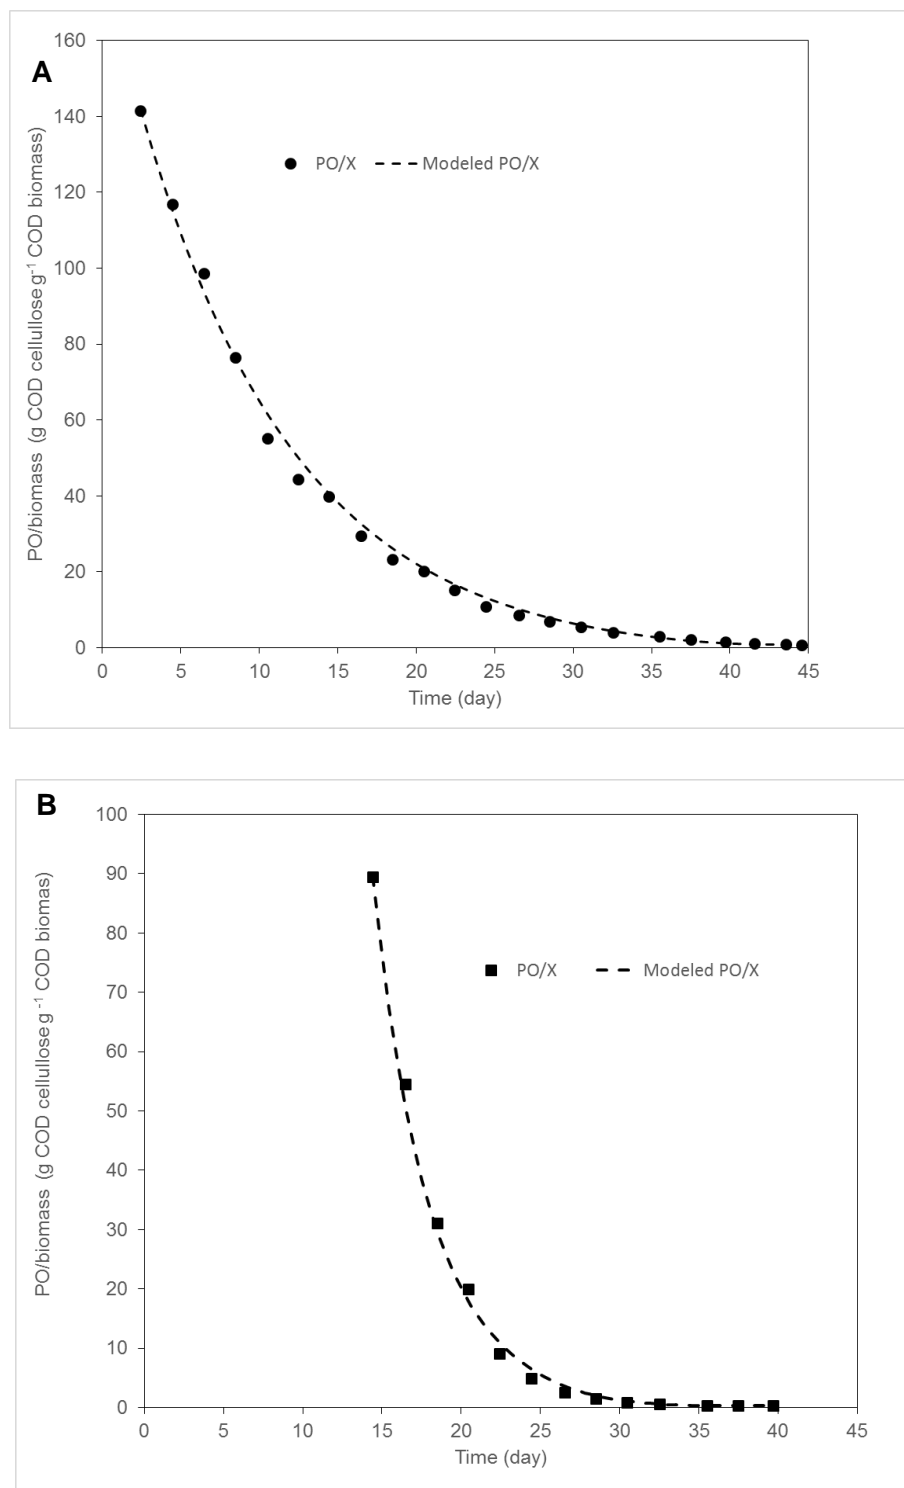 A
160
140
120
100
80
60
40
20
0
PO/biomass (g COD cellullose g-1 COD biomass)
PO/X Modeled PO/X
0 5 10 15 20 25 30 35 40 45
Time (day)
B
100
90
80
70
60
50
40
30
20
10
0
PO/biomass (g COD cellullose g -1 COD biomas)
PO/X Modeled PO/X
0 5 10 15 20 25 30 35 40 45
Time (day)